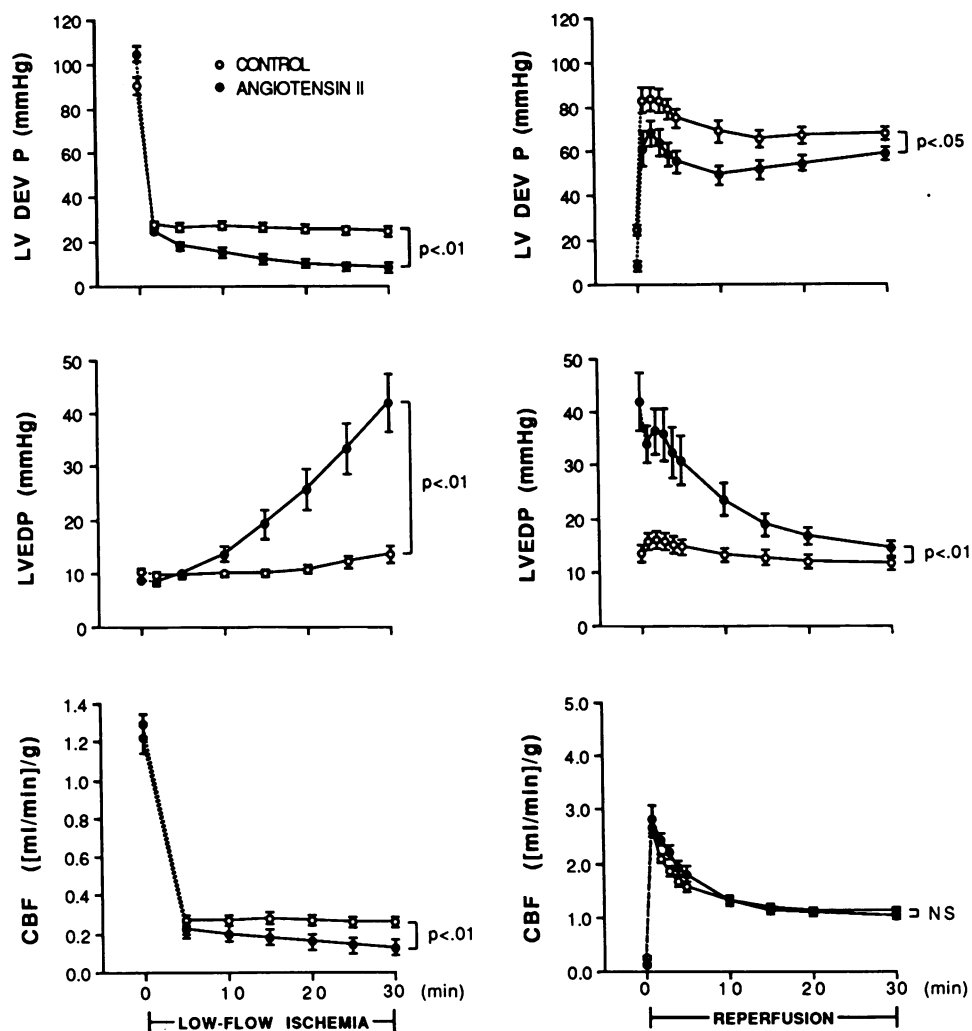 LV DEV P (mmHg)
120
100
80
60
40
20
0
CONTROL
ANGIOTENSIN II
p<.01
LV DEV P (mmHg)
120
100
80
60
40
20
0
p<.05
LVEDP (mmHg)
50
40
30
20
10
0
p<.01
LVEDP (mmHg)
50
40
30
20
10
0
p<.01
CBF ([ml/min]/g)
1.4
1.2
1.0
0.8
0.6
0.4
0.2
0.0
p<.01
0 10 20 30 (min)
LOW-FLOW ISCHEMIA
CBF ([ml/min]/g)
5.0
4.0
3.0
2.0
1.0
0.0
NS
0 10 20 30 (min)
REPERFUSION